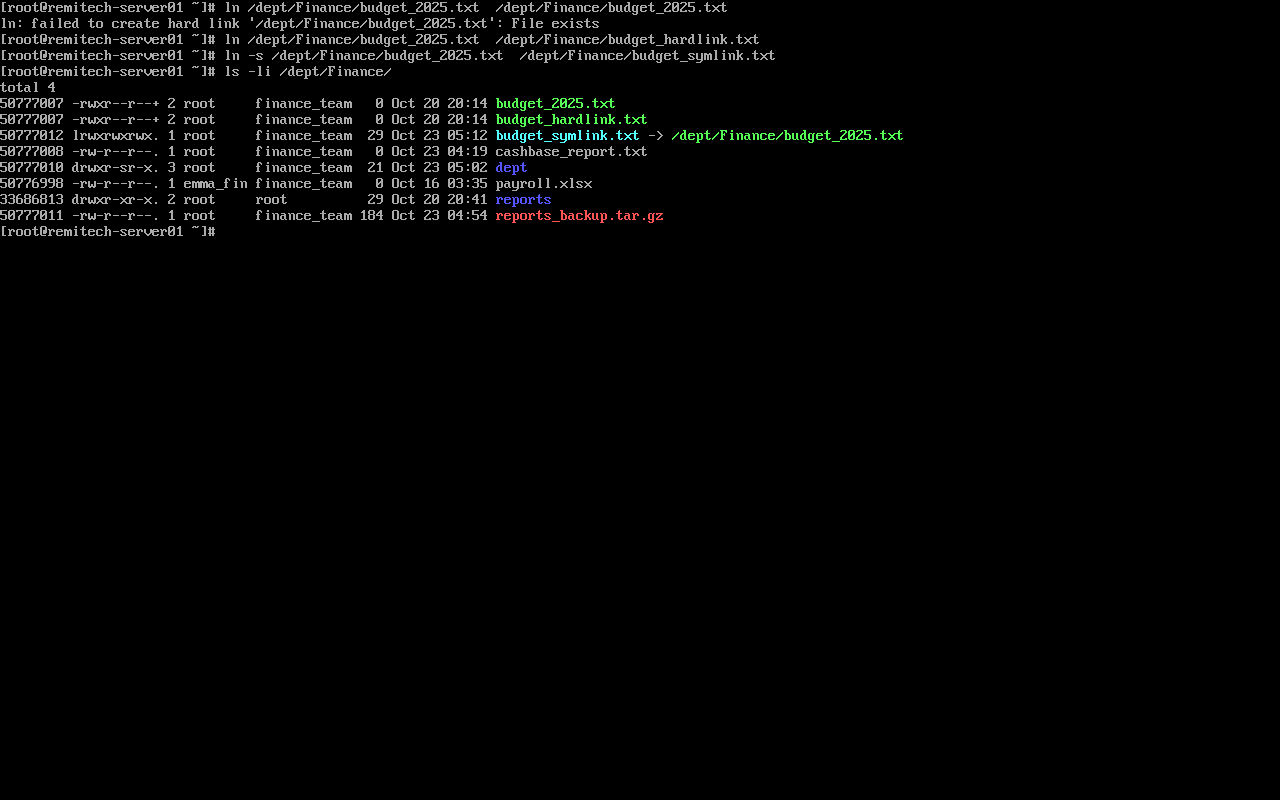 [root@remitech-server01 ~]# ln /dept/Finance/budget_2025.txt  /dept/Finance/budget_2025.txt
ln: failed to create hard link '/dept/Finance/budget_2025.txt': File exists
[root@remitech-server01 ~]# ln /dept/Finance/budget_2025.txt  /dept/Finance/budget_hardlink.txt
[root@remitech-server01 ~]# ln -s /dept/Finance/budget_2025.txt  /dept/Finance/budget_symlink.txt
[root@remitech-server01 ~]# ls -li /dept/Finance/
total 4
50777007 -rwxr--r--+ 2 root     finance_team   0 Oct 20 20:14 budget_2025.txt
50777007 -rwxr--r--+ 2 root     finance_team   0 Oct 20 20:14 budget_hardlink.txt
50777012 lrwxrwxrwx. 1 root     finance_team  29 Oct 23 05:12 budget_symlink.txt -> /dept/Finance/budget_2025.txt
50777008 -rw-r--r--. 1 root     finance_team   0 Oct 23 04:19 cashbase_report.txt
50777010 drwxr-sr-x. 3 root     finance_team  21 Oct 23 05:02 dept
50776998 -rw-r--r--. 1 emma_fin finance_team   0 Oct 16 03:35 payroll.xlsx
33686813 drwxr-xr-x. 2 root     root          29 Oct 20 20:41 reports
50777011 -rw-r--r--. 1 root     finance_team 184 Oct 23 04:54 reports_backup.tar.gz
[root@remitech-server01 ~]#